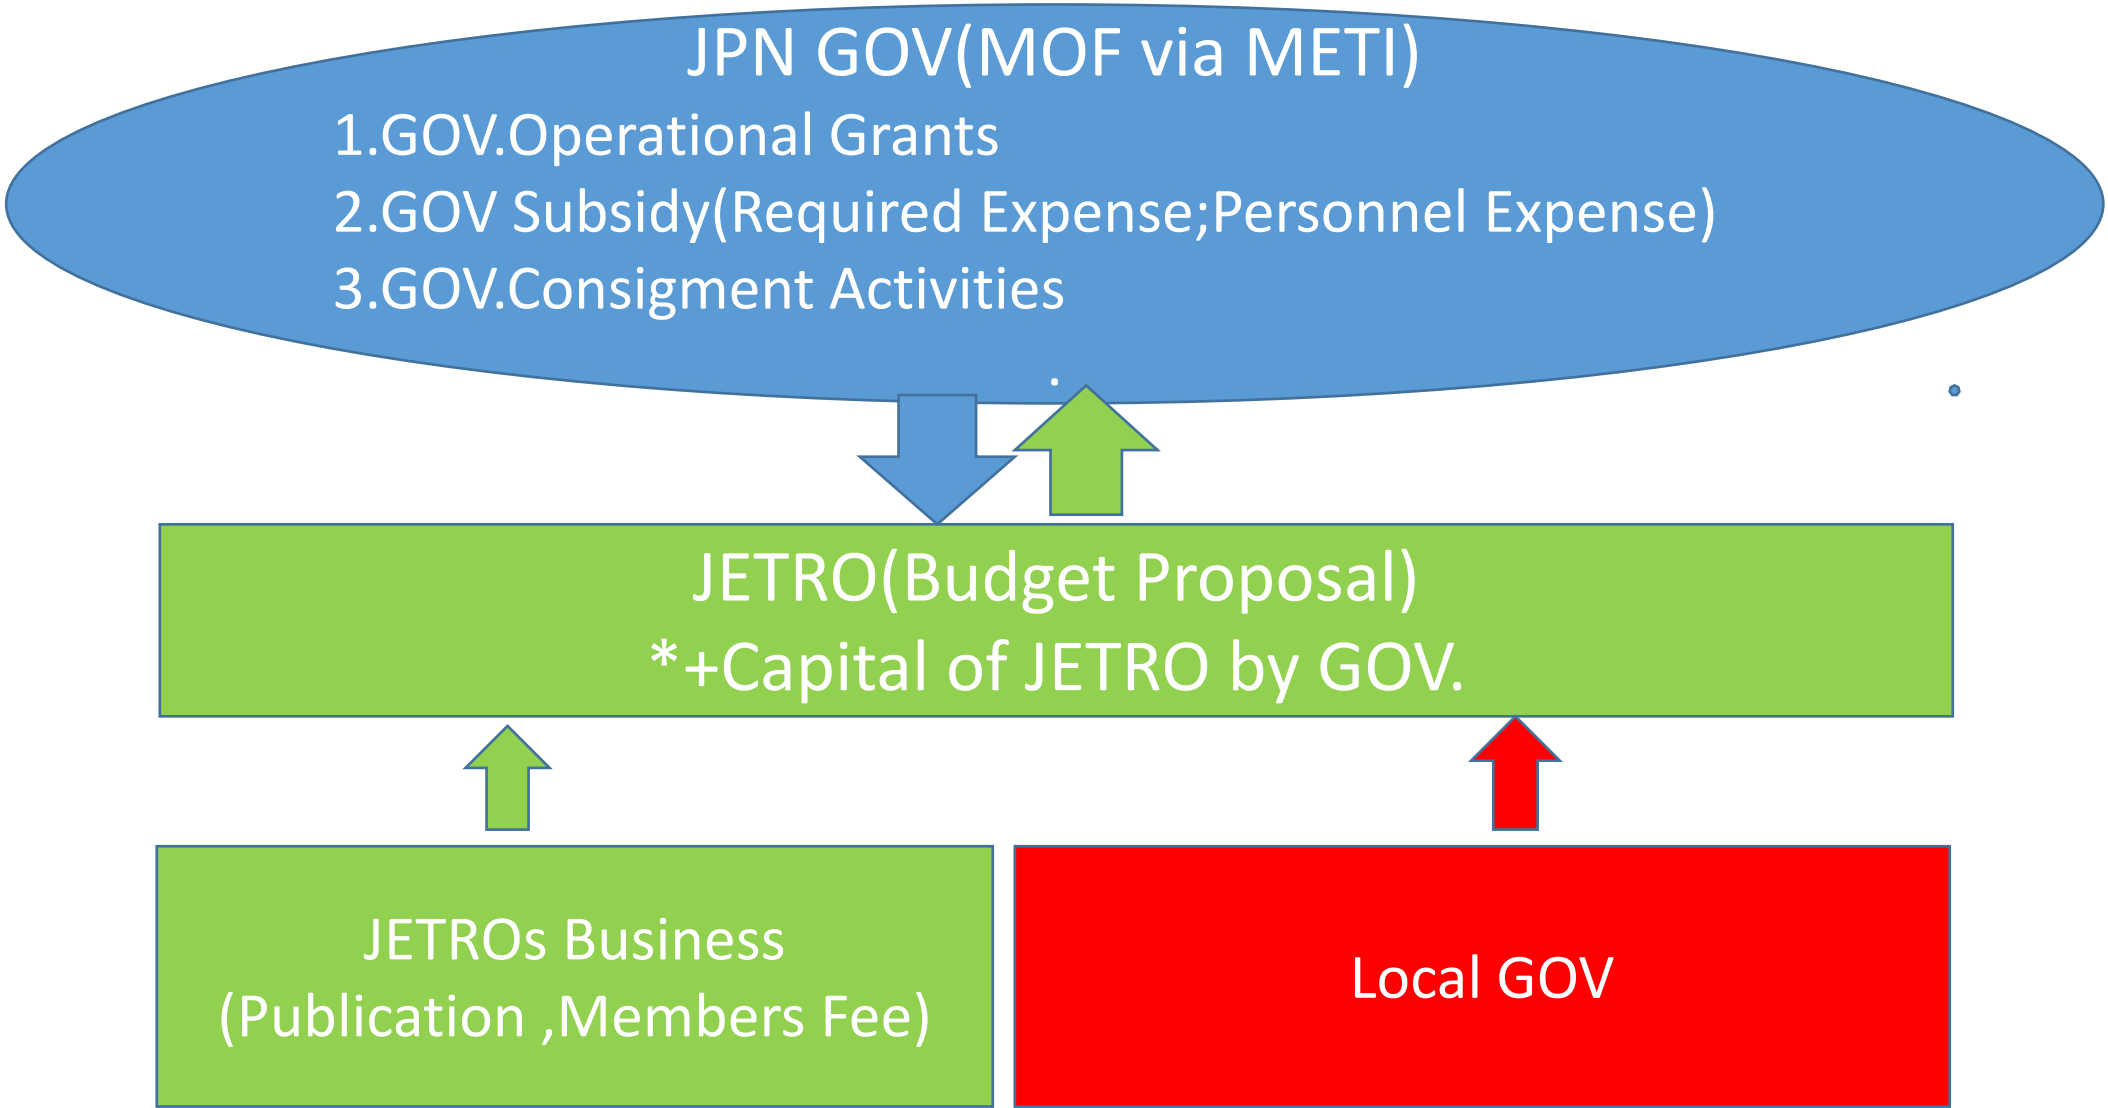 JPN GOV(MOF via METI)
1.GOV.Operational Grants
2.GOV Subsidy(Required Expense;Personnel Expense)
3.GOV.Consigment Activities
.
JETRO(Budget Proposal)
*+Capital of JETRO by GOV.
JETROs Business
(Publication ,Members Fee)
Local GOV